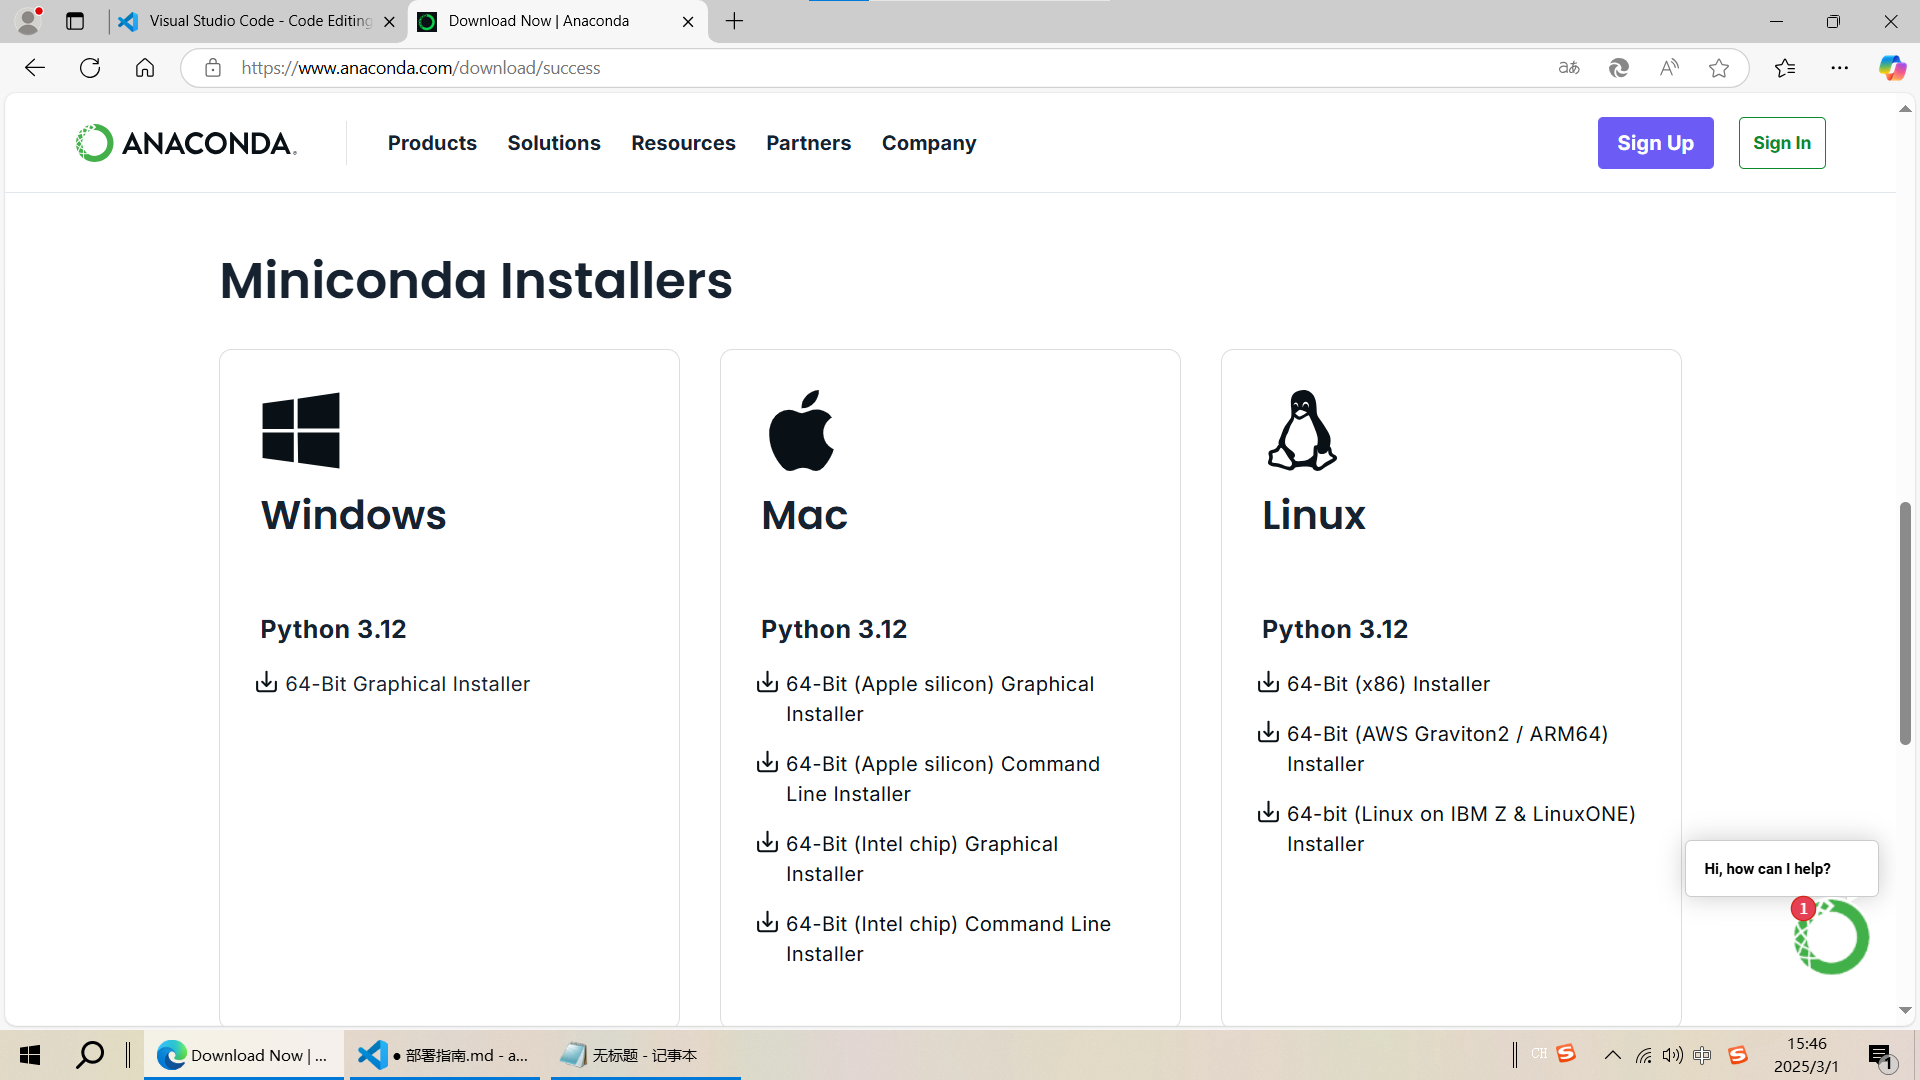 Visual Studio Code - Code Editing
Download Now | Anaconda
https://www.anaconda.com/download/success
aあ
ANACONDA
Products
Solutions
Resources
Partners
Company
Sign Up
Sign In
Miniconda Installers
Windows
Python 3.12
64-Bit Graphical Installer
Mac
Python 3.12
64-Bit (Apple silicon) Graphical
Installer
64-Bit (Apple silicon) Command
Line Installer
64-Bit (Intel chip) Graphical
Installer
64-Bit (Intel chip) Command Line
Installer
Linux
Python 3.12
64-Bit (x86) Installer
64-Bit (AWS Graviton2 / ARM64)
Installer
64-bit (Linux on IBM Z & LinuxONE)
Installer
Hi, how can I help?
1
Download Now | ...
● 部署指南.md - a...
无标题 - 记事本
CH
中
15:46
2025/3/1
1